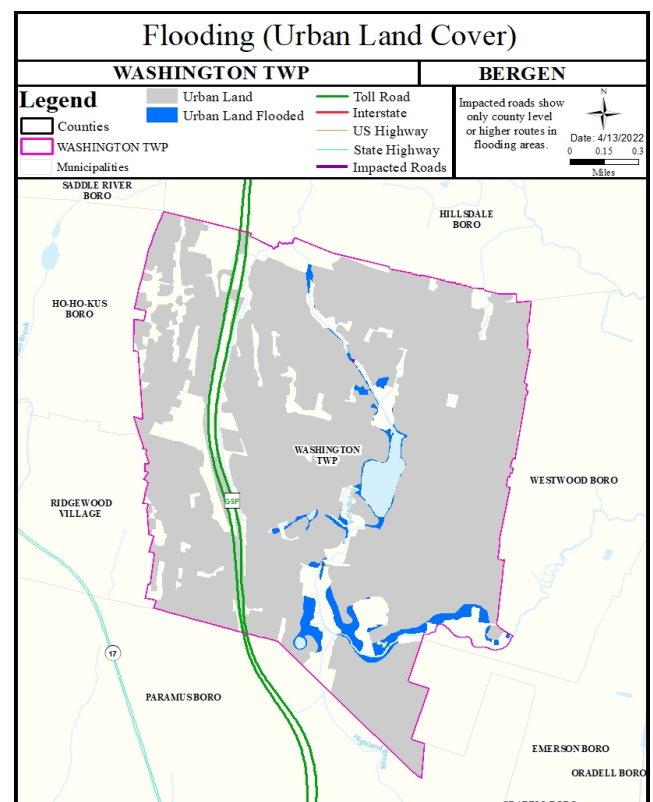 Flooding (Urban Land Cover)
WASHINGTON TWP
BERGEN
Legend
Counties
WASHINGTON TWP
Municipalities
Urban Land
Urban Land Flooded
Toll Road
Interstate
US Highway
State Highway
Impacted Roads
Impacted roads show
only county level
or higher routes in
flooding areas.
N
Date: 4/13/2022
0 0.15 0.3
Miles
SADDLE RIVER
BORO
HILLSDALE
BORO
HO-HO-KUS
BORO
WASHINGTON
TWP
WESTWOOD BORO
RIDGEWOOD
VILLAGE
GSP
17
PARAMUS BORO
Highland
Brook
EMERSON BORO
ORADELL BORO